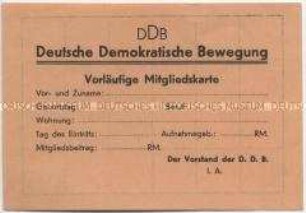 DDB
Deutsche Demokratische Bewegung
Vorläufige Mitgliedskarte
Vor- und Zuname:
Geburtstag: Beruf:
Wohnung:
Tag des Eintritts: Aufnahmegeb.: RM.
Mitgliedsbeitrag: RM.
Der Vorstand der D. D. B.
I. A.